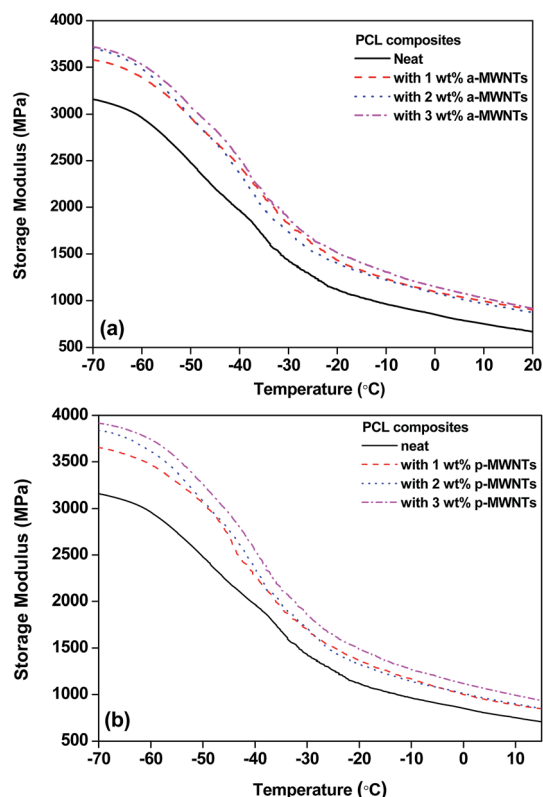 4000
3500
3000
2500
2000
1500
1000
500
Storage Modulus (MPa)
PCL composites
Neat
with 1 wt% a-MWNTs
with 2 wt% a-MWNTs
with 3 wt% a-MWNTs
(a)
-70 -60 -50 -40 -30 -20 -10 0 10 20
Temperature (°C)
4000
3500
3000
2500
2000
1500
1000
500
Storage Modulus (MPa)
PCL composites
neat
with 1 wt% p-MWNTs
with 2 wt% p-MWNTs
with 3 wt% p-MWNTs
(b)
-70 -60 -50 -40 -30 -20 -10 0 10
Temperature (°C)